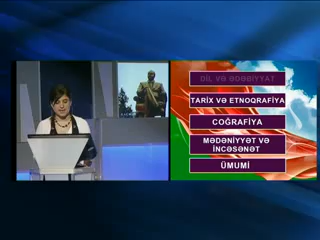 DİL VƏ ƏDƏBİYYAT
TARİX VƏ ETNOQRAFİYA
COĞRAFİYA
MƏDƏNİYYƏT VƏ
İNCƏSƏNƏT
ÜMUMİ